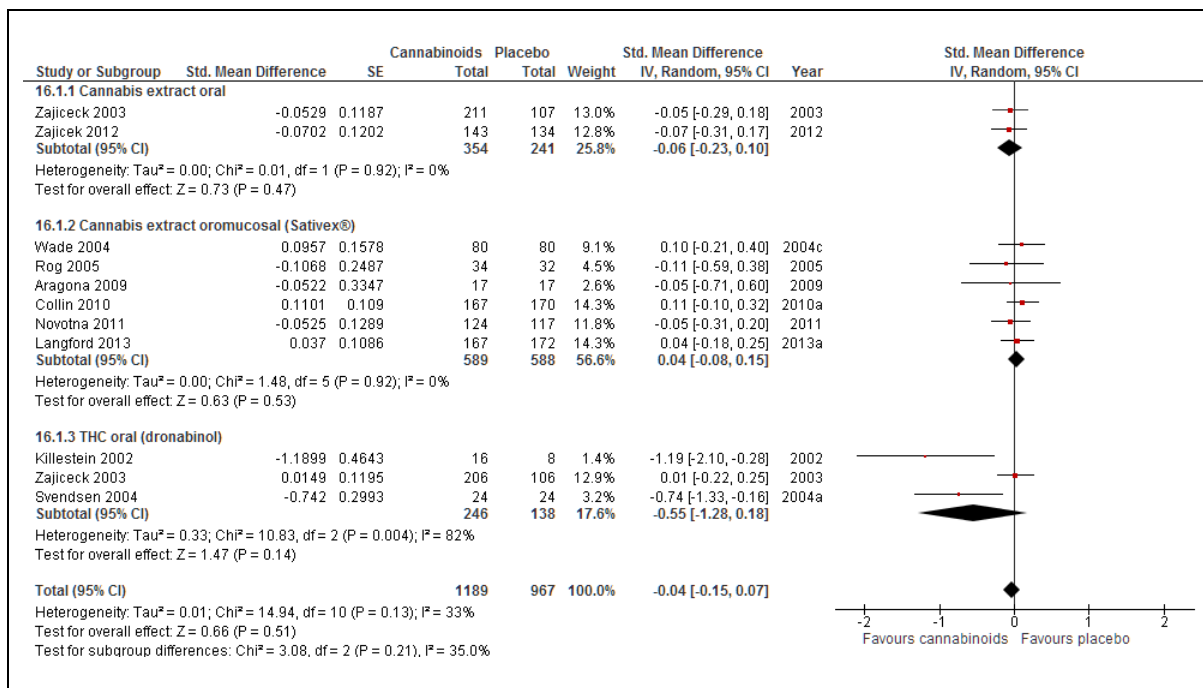 Cannabinoids Placebo Std. Mean Difference Std. Mean Difference
Study or Subgroup Std. Mean Difference SE Total Total Weight IV, Random, 95% CI Year IV, Random, 95% CI
16.1.1 Cannabis extract oral
Zajiceck 2003 -0.0529 0.1187 211 107 13.0% -0.05 [-0.29, 0.18] 2003
Zajicek 2012 -0.0702 0.1202 143 134 12.8% -0.07 [-0.31, 0.17] 2012
Subtotal (95% CI) 354 241 25.8% -0.06 [-0.23, 0.10]
Heterogeneity: Tau² = 0.00; Chi² = 0.01, df = 1 (P = 0.92); I² = 0%
Test for overall effect: Z = 0.73 (P = 0.47)
16.1.2 Cannabis extract oromucosal (Sativex®)
Wade 2004 0.0957 0.1578 80 80 9.1% 0.10 [-0.21, 0.40] 2004c
Rog 2005 -0.1068 0.2487 34 32 4.5% -0.11 [-0.59, 0.38] 2005
Aragona 2009 -0.0522 0.3347 17 17 2.6% -0.05 [-0.71, 0.60] 2009
Collin 2010 0.1101 0.109 167 170 14.3% 0.11 [-0.10, 0.32] 2010a
Novotna 2011 -0.0525 0.1289 124 117 11.8% -0.05 [-0.31, 0.20] 2011
Langford 2013 0.037 0.1086 167 172 14.3% 0.04 [-0.18, 0.25] 2013a
Subtotal (95% CI) 589 588 56.6% 0.04 [-0.08, 0.15]
Heterogeneity: Tau² = 0.00; Chi² = 1.48, df = 5 (P = 0.92); I² = 0%
Test for overall effect: Z = 0.63 (P = 0.53)
16.1.3 THC oral (dronabinol)
Killestein 2002 -1.1899 0.4643 16 8 1.4% -1.19 [-2.10, -0.28] 2002
Zajiceck 2003 0.0149 0.1195 206 106 12.9% 0.01 [-0.22, 0.25] 2003
Svendsen 2004 -0.742 0.2993 24 24 3.2% -0.74 [-1.33, -0.16] 2004a
Subtotal (95% CI) 246 138 17.6% -0.55 [-1.28, 0.18]
Heterogeneity: Tau² = 0.33; Chi² = 10.83, df = 2 (P = 0.004); I² = 82%
Test for overall effect: Z = 1.47 (P = 0.14)
Total (95% CI) 1189 967 100.0% -0.04 [-0.15, 0.07]
Heterogeneity: Tau² = 0.01; Chi² = 14.94, df = 10 (P = 0.13); I² = 33%
Test for overall effect: Z = 0.66 (P = 0.51)
Test for subgroup differences: Chi² = 3.08, df = 2 (P = 0.21), I² = 35.0%
-2 -1 0 1 2
Favours cannabinoids Favours placebo